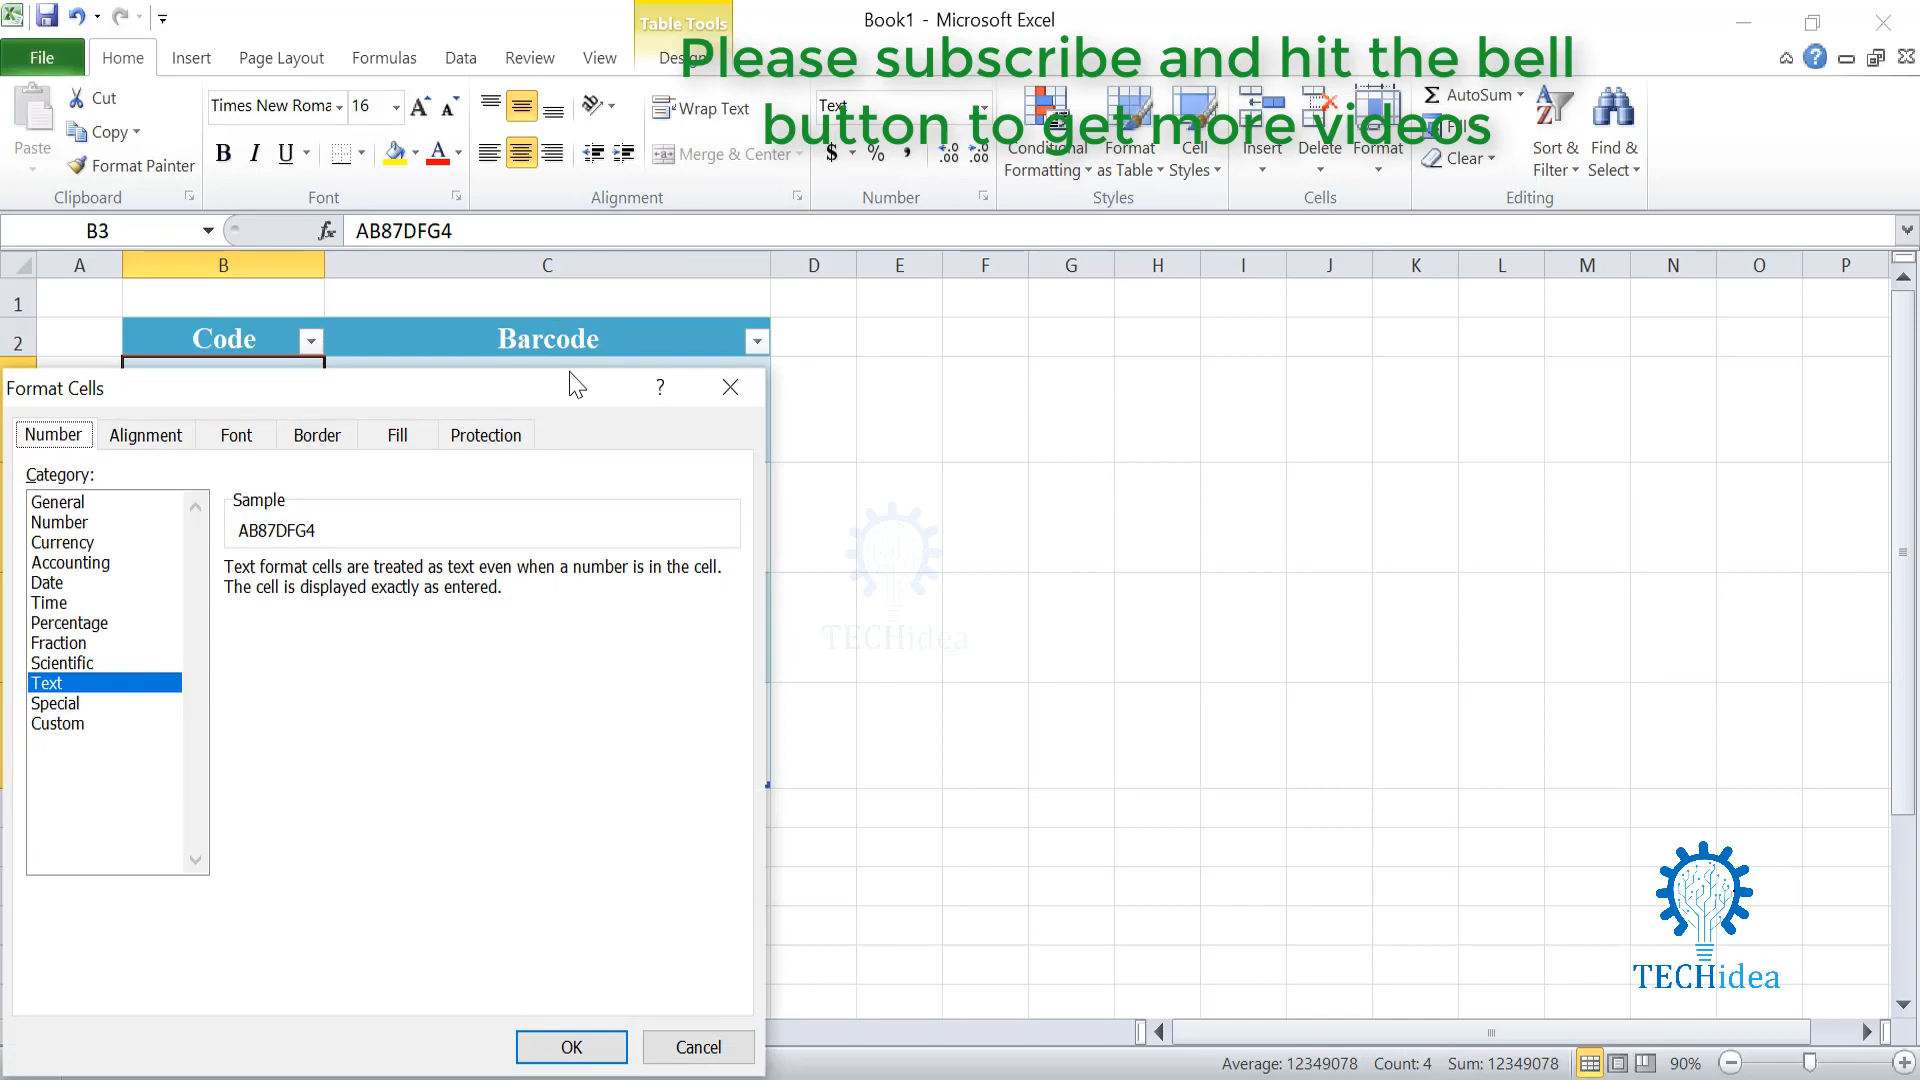 Table Tools
Book1 - Microsoft Excel
File Home Insert Page Layout Formulas Data Review View
Please subscribe and hit the bell
button to get more videos
Paste
Cut
Copy
Format Painter
Clipboard
Times New Roma 16
B I U A
Font
Wrap Text
Merge & Center
Alignment
Text
$ % ,
Number
Conditional Formatting
Format as Table
Cell Styles
Styles
Insert Delete Format
Cells
Σ AutoSum
Fill
Clear
Sort & Filter
Find & Select
Editing
B3 fx AB87DFG4
A B C D E F G H I J K L M N O P
1
2 Code Barcode
Format Cells ?
Number Alignment Font Border Fill Protection
Category:
General
Number
Currency
Accounting
Date
Time
Percentage
Fraction
Scientific
Text
Special
Custom
Sample
AB87DFG4
Text format cells are treated as text even when a number is in the cell.
The cell is displayed exactly as entered.
TECHidea
TECHidea
OK Cancel
Average: 12349078 Count: 4 Sum: 12349078 90%